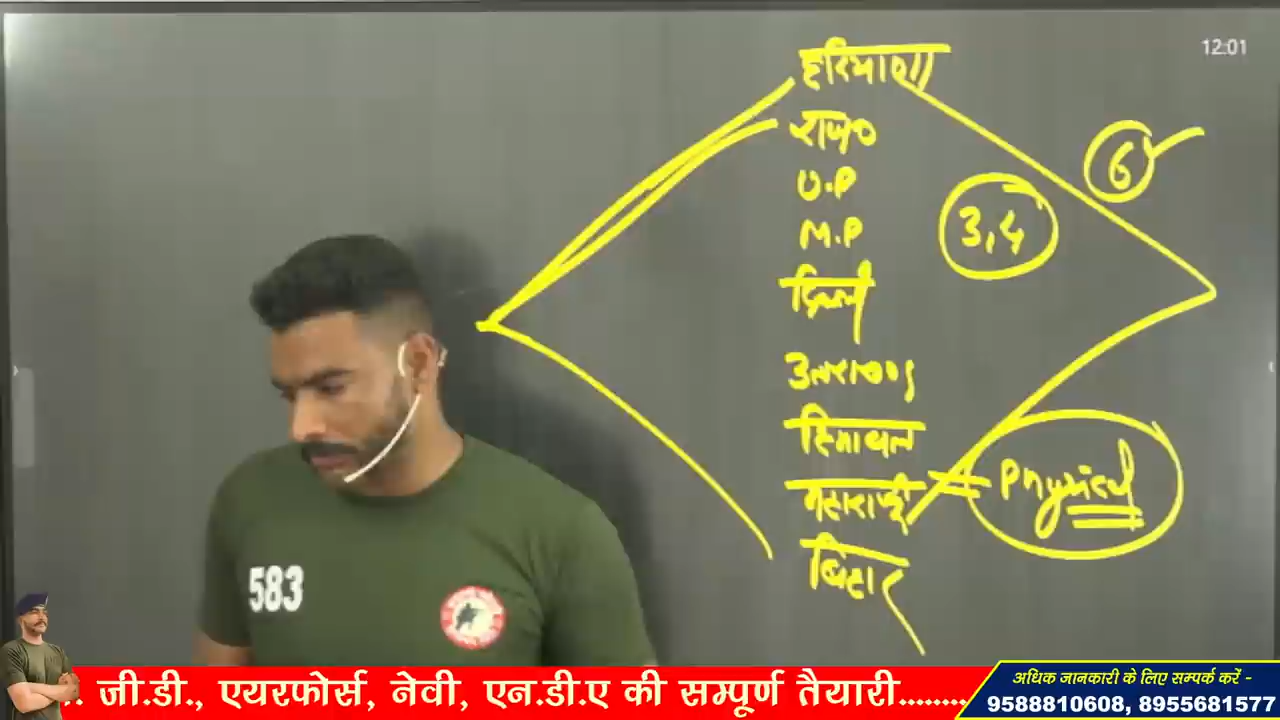 12:01
हरियाणा
राज०
U.P
M.P
दिल्ली
उत्तराखण्ड
हिमाचल
महाराष्ट्र
बिहार
6
3,4
Physical
583
जी.डी., एयरफोर्स, नेवी, एन.डी.ए की सम्पूर्ण तैयारी........
अधिक जानकारी के लिए सम्पर्क करें -
9588810608, 8955681577